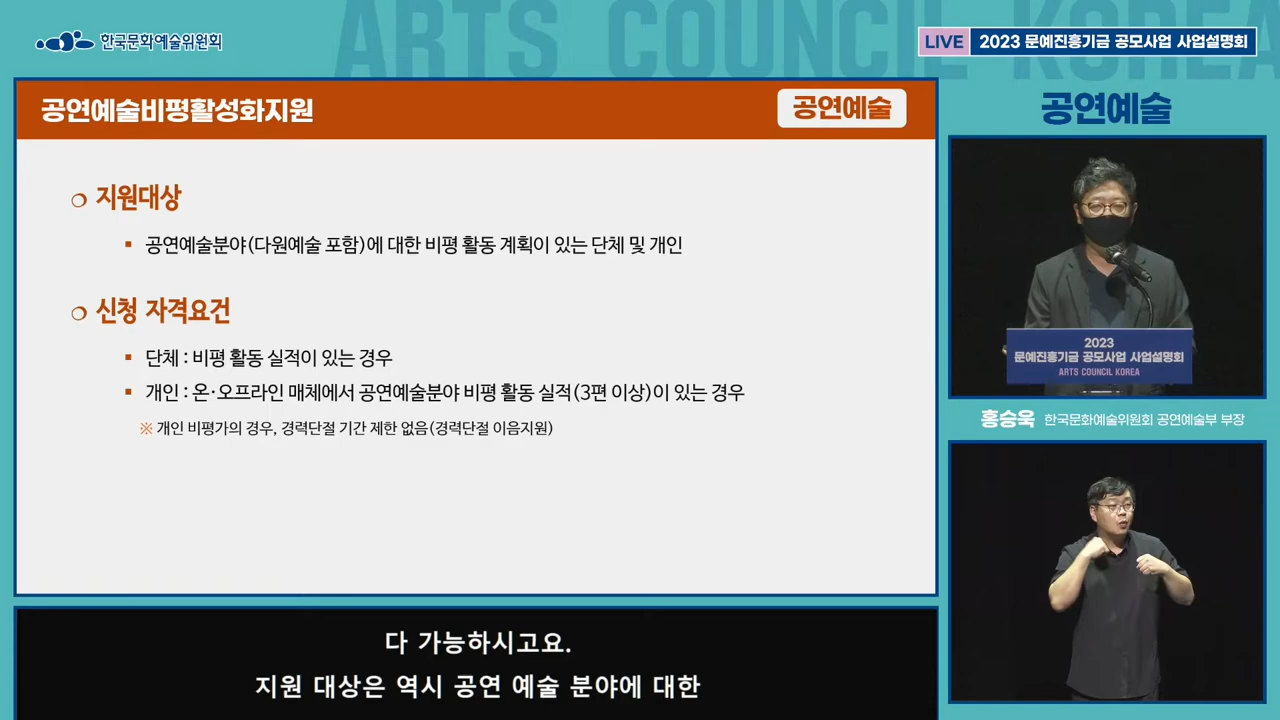 ARTS COUNCIL KOREA
한국문화예술위원회
LIVE 2023 문예진흥기금 공모사업 사업설명회
공연예술비평활성화지원
공연예술
공연예술
❍ 지원대상
▪ 공연예술분야(다원예술 포함)에 대한 비평 활동 계획이 있는 단체 및 개인
❍ 신청 자격요건
▪ 단체 : 비평 활동 실적이 있는 경우
▪ 개인 : 온·오프라인 매체에서 공연예술분야 비평 활동 실적(3편 이상)이 있는 경우
※ 개인 비평가의 경우, 경력단절 기간 제한 없음(경력단절 이음지원)
2023
문예진흥기금 공모사업 사업설명회
ARTS COUNCIL KOREA
홍승욱 한국문화예술위원회 공연예술부 부장
다 가능하시고요.
지원 대상은 역시 공연 예술 분야에 대한